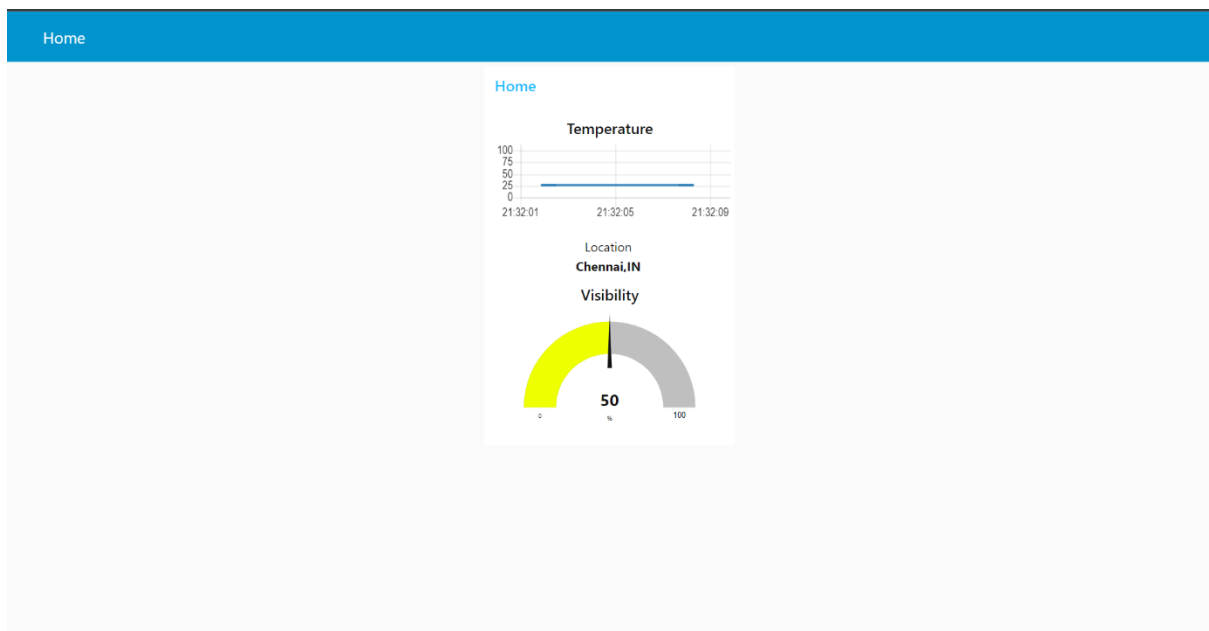 Home
Home
Temperature
100
75
50
25
0
21:32:01 21:32:05 21:32:09
Location
Chennai,IN
Visibility
50
0 % 100